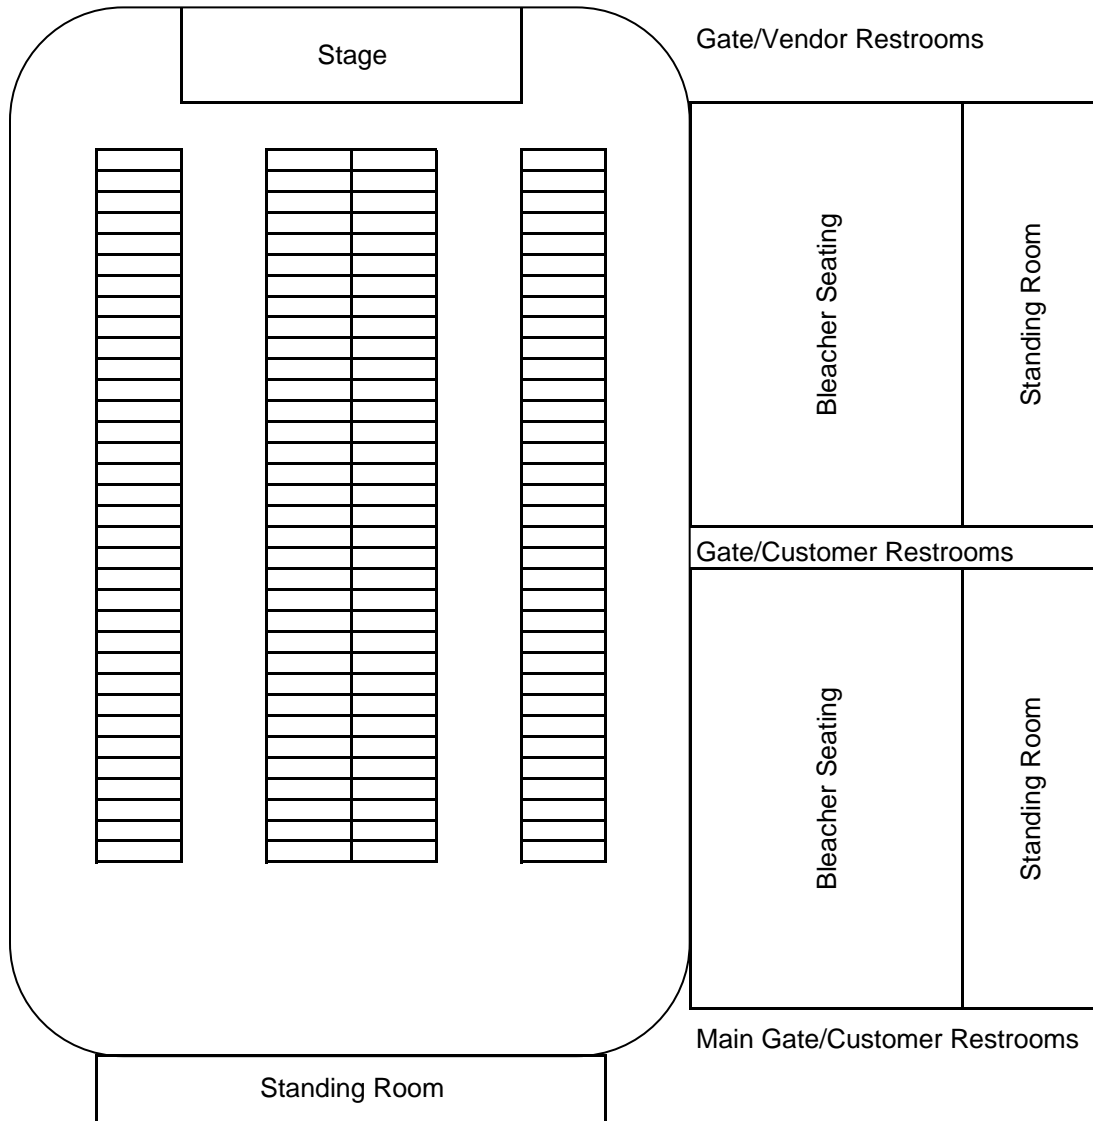 Stage
Gate/Vendor Restrooms
Bleacher Seating
Standing Room
Gate/Customer Restrooms
Bleacher Seating
Standing Room
Main Gate/Customer Restrooms
Standing Room